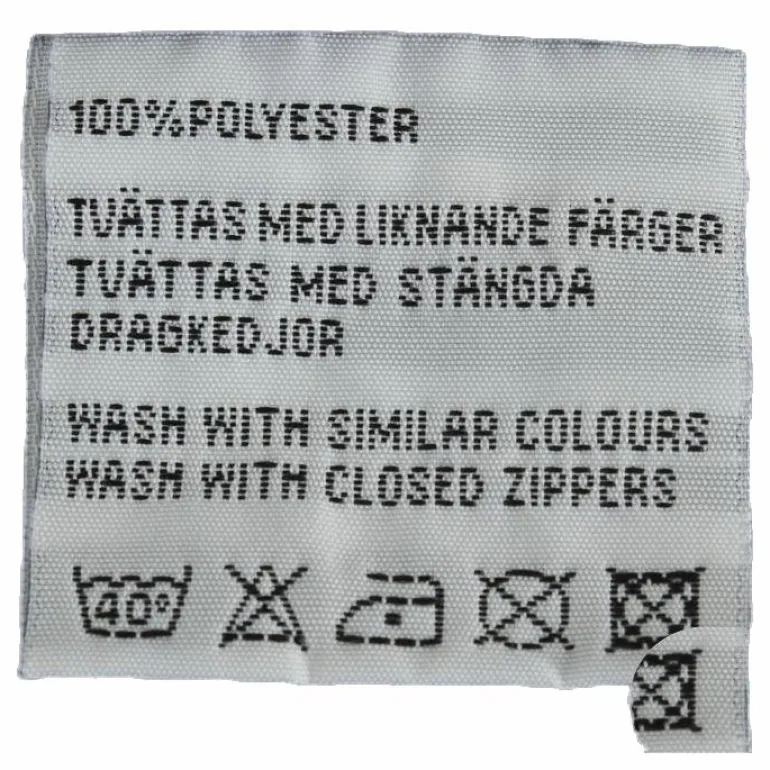 100%POLYESTER
TVÄTTAS MED LIKNANDE FÄRGER
TVÄTTAS MED STÄNGDA
DRAGKEDJOR
WASH WITH SIMILAR COLOURS
WASH WITH CLOSED ZIPPERS
40°